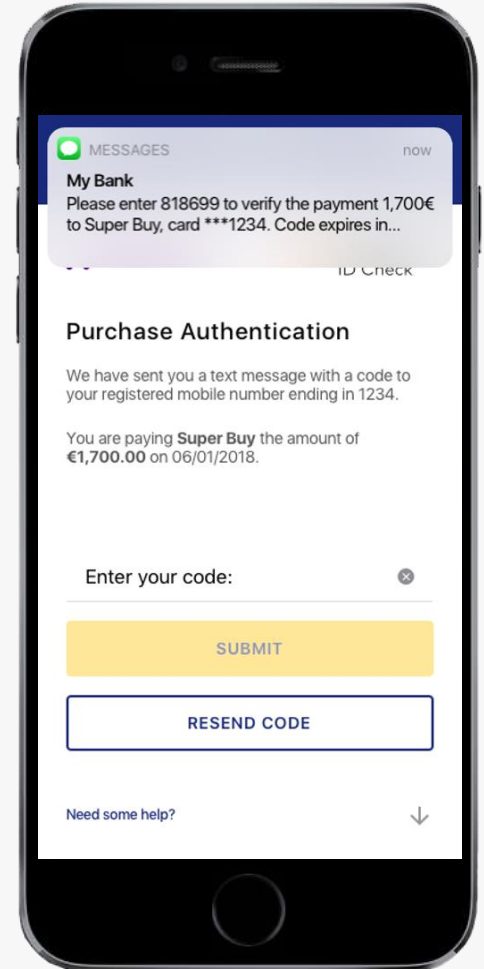 MESSAGES now
My Bank
Please enter 818699 to verify the payment 1,700€
to Super Buy, card ***1234. Code expires in...
ID Check
Purchase Authentication
We have sent you a text message with a code to
your registered mobile number ending in 1234.
You are paying Super Buy the amount of
€1,700.00 on 06/01/2018.
Enter your code:
SUBMIT
RESEND CODE
Need some help?